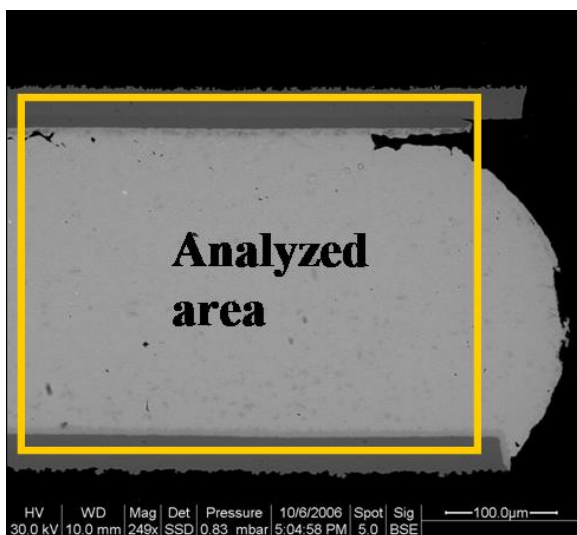 Analyzed
area
HV WD Mag Det Pressure 10/6/2006 Spot Sig
30.0 kV 10.0 mm 249x SSD 0.83 mbar 5:04:58 PM 5.0 BSE
100.0µm